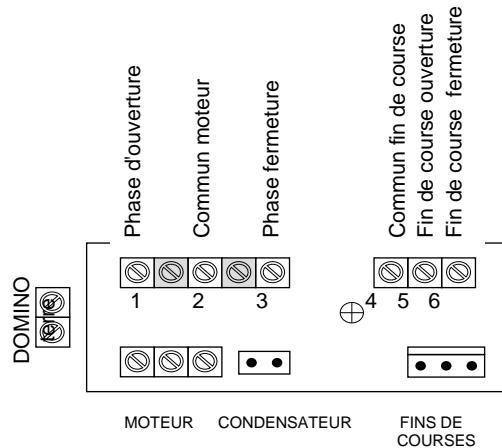 Phase d'ouverture
Commun moteur
Phase fermeture
Commun fin de course
Fin de course ouverture
Fin de course fermeture
DOMINO
terre
1 2 3 4 5 6
MOTEUR CONDENSATEUR FINS DE
COURSES